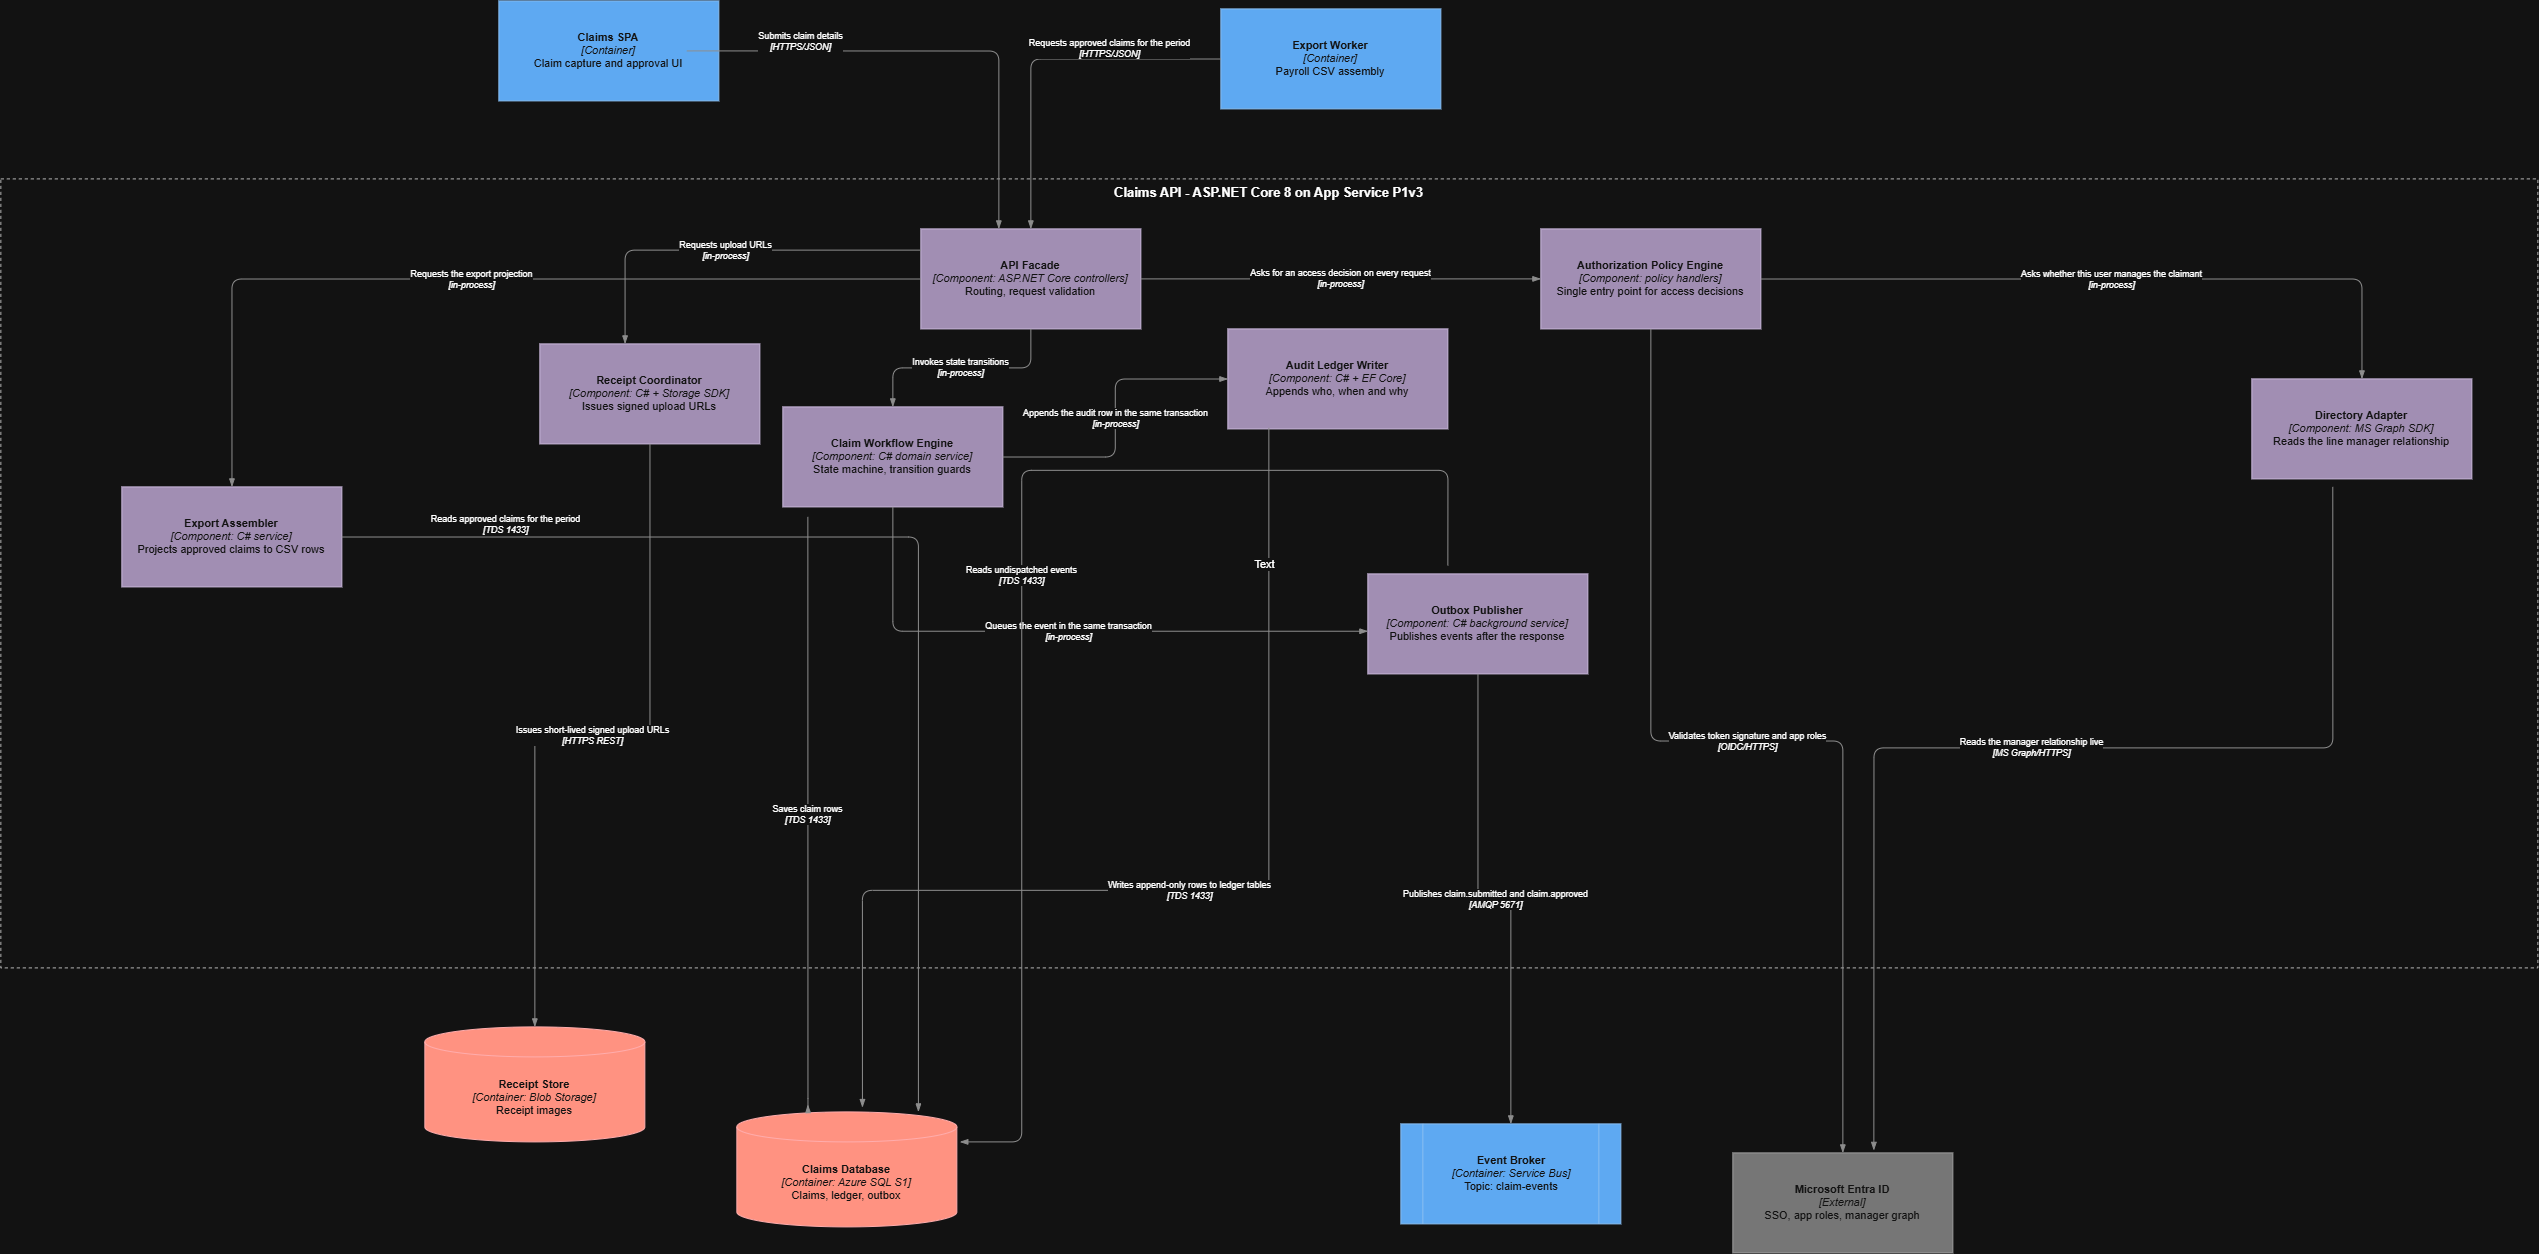 Claims SPA
[Container]
Claim capture and approval UI
Submits claim details
[HTTPS/JSON]
Requests approved claims for the period
[HTTPS/JSON]
Export Worker
[Container]
Payroll CSV assembly
Claims API - ASP.NET Core 8 on App Service P1v3
Requests upload URLs
[in-process]
Requests the export projection
[in-process]
API Facade
[Component: ASP.NET Core controllers]
Routing, request validation
Asks for an access decision on every request
[in-process]
Authorization Policy Engine
[Component: policy handlers]
Single entry point for access decisions
Asks whether this user manages the claimant
[in-process]
Invokes state transitions
[in-process]
Receipt Coordinator
[Component: C# + Storage SDK]
Issues signed upload URLs
Audit Ledger Writer
[Component: C# + EF Core]
Appends who, when and why
Appends the audit row in the same transaction
[in-process]
Directory Adapter
[Component: MS Graph SDK]
Reads the line manager relationship
Claim Workflow Engine
[Component: C# domain service]
State machine, transition guards
Export Assembler
[Component: C# service]
Projects approved claims to CSV rows
Reads approved claims for the period
[TDS 1433]
Reads undispatched events
[TDS 1433]
Text
Outbox Publisher
[Component: C# background service]
Publishes events after the response
Queues the event in the same transaction
[in-process]
Issues short-lived signed upload URLs
[HTTPS REST]
Validates token signature and app roles
[OIDC/HTTPS]
Reads the manager relationship live
[MS Graph/HTTPS]
Saves claim rows
[TDS 1433]
Writes append-only rows to ledger tables
[TDS 1433]
Publishes claim.submitted and claim.approved
[AMQP 5671]
Receipt Store
[Container: Blob Storage]
Receipt images
Claims Database
[Container: Azure SQL S1]
Claims, ledger, outbox
Event Broker
[Container: Service Bus]
Topic: claim-events
Microsoft Entra ID
[External]
SSO, app roles, manager graph